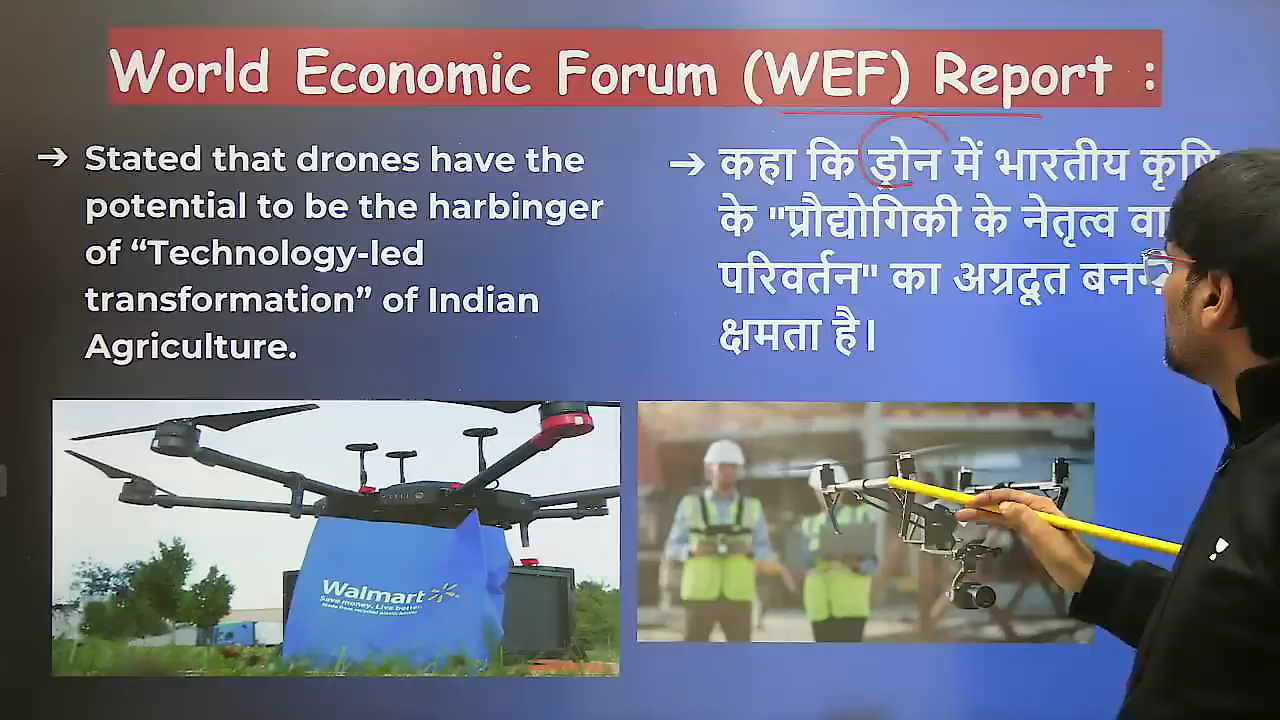 World Economic Forum (WEF) Report :
→ Stated that drones have the
potential to be the harbinger
of “Technology-led
transformation” of Indian
Agriculture.
→ कहा कि ड्रोन में भारतीय कृषि
के "प्रौद्योगिकी के नेतृत्व
परिवर्तन" का अग्रदूत
क्षमता है।
Walmart
Save money. Live better.